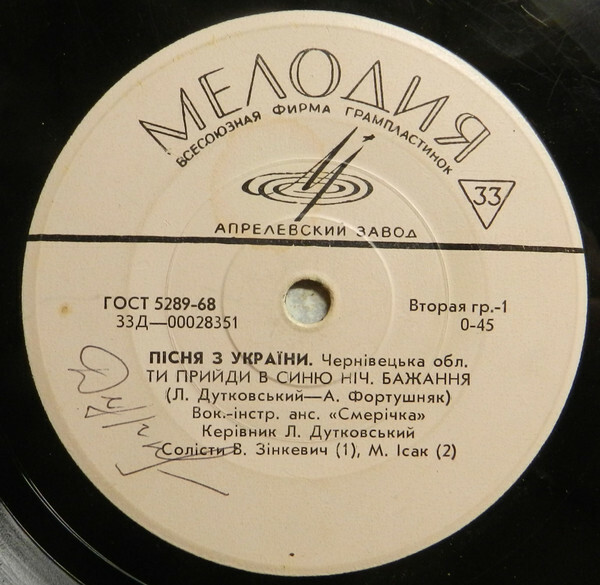 МЕЛОДИЯ
ВСЕСОЮЗНАЯ ФИРМА ГРАМПЛАСТИНОК
33
АПРЕЛЕВСКИЙ ЗАВОД
ГОСТ 5289-68
33Д—00028351
Вторая гр.-1
0-45
ПІСНЯ З УКРАЇНИ. Чернівецька обл.
ТИ ПРИЙДИ В СИНЮ НІЧ. БАЖАННЯ
(Л. Дутковський—А. Фортушняк)
Вок.-інстр. анс. «Смерічка»
Керівник Л. Дутковський
Солісти В. Зінкевич (1), М. Ісак (2)